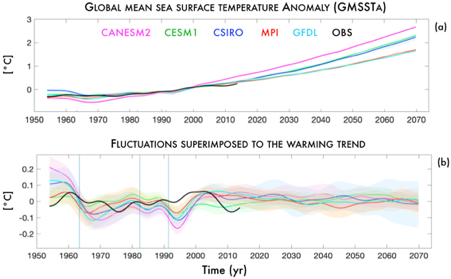 Global mean sea surface temperature Anomaly (GMSSTa)
(a)
CANESM2 CESM1 CSIRO MPI GFDL OBS
3
2
1
0
[°C]
1950 1960 1970 1980 1990 2000 2010 2020 2030 2040 2050 2060 2070
Fluctuations superimposed to the warming trend
(b)
0.2
0.1
0
-0.1
-0.2
[°C]
1950 1960 1970 1980 1990 2000 2010 2020 2030 2040 2050 2060 2070
Time (yr)